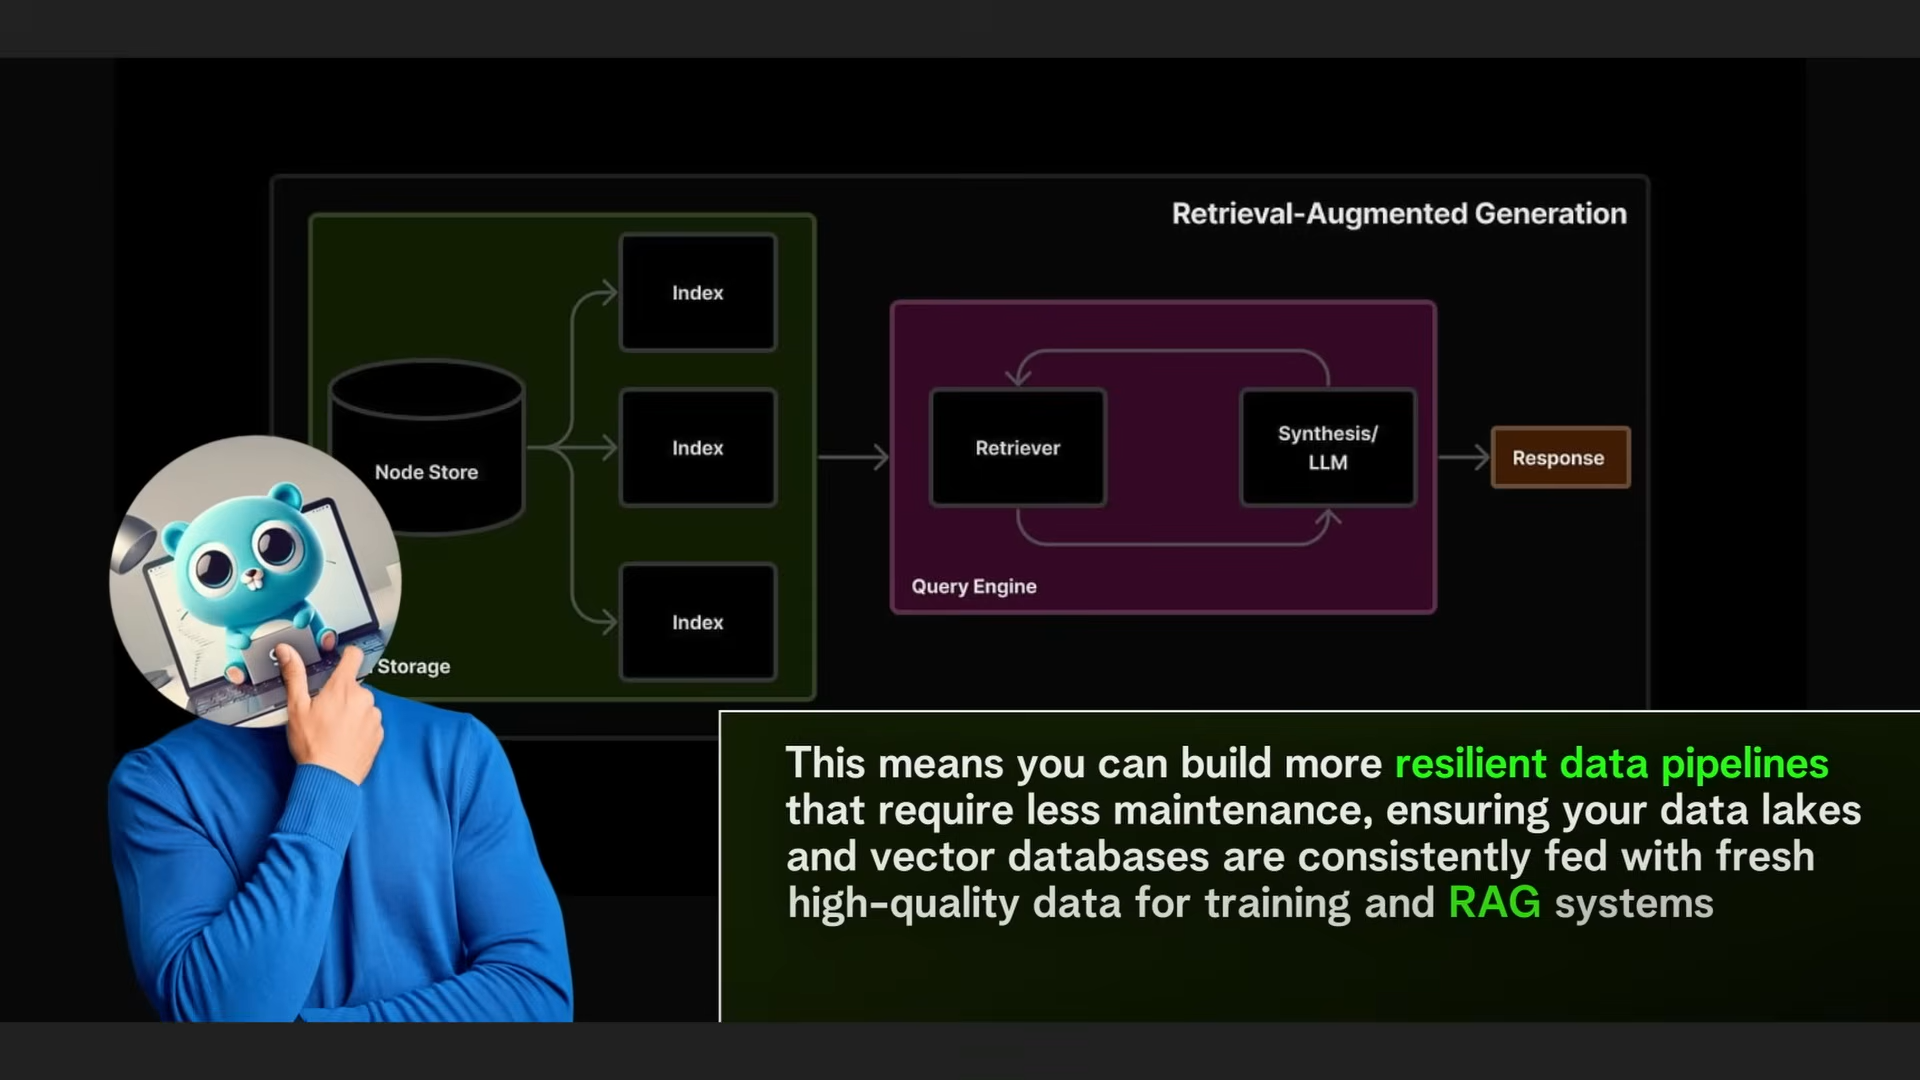 Retrieval-Augmented Generation
Index
Node Store
Index
Index
Storage
Retriever
Synthesis/
LLM
Query Engine
Response
This means you can build more resilient data pipelines
that require less maintenance, ensuring your data lakes
and vector databases are consistently fed with fresh
high-quality data for training and RAG systems